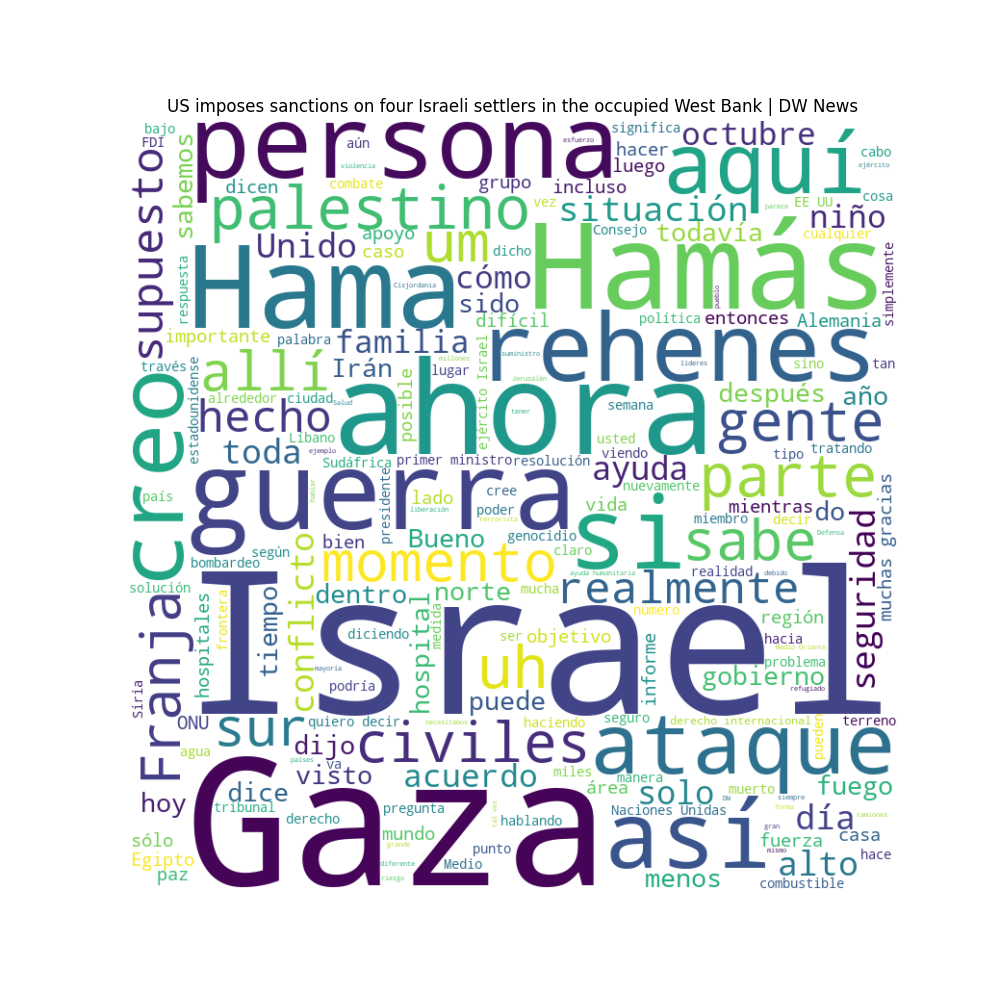 US imposes sanctions on four Israeli settlers in the occupied West Bank | DW News
bajo
FDI
supuesto
sabemos
persona
aún
violencia
esfuerzo
significa
hacer
luego
octubre
aquí
cabo
ejército
cosa
dicen
combate
grupo
incluso
vez
EE UU
parece
palestino
situación
niño
Unido
apoyo
caso
um
dicho
Consejo
todavía
cualquier
respuesta
Hama
Cisjordania
cómo
sido
Hamás
pueblo
simplemente
importante
palabra
familia
difícil
política
entonces
Alemania
través
estadounidense
allí
Irán
lugar
millones
ejército Israel
suministro
rehenes
líderes
sino
tan
creo
alrededor
ciudad
Salud
posible
ahora
Jerusalén
tener
semana
después
año
hecho
Líbano
ejemplo
usted
gente
toda
Sudáfrica
primer ministro
resolución
viendo
tipo
tratando
país
guerra
hablar
presidente
lado
liberación
cree
poder
terrorista
ayuda
nuevamente
vida
parte
mientras
do
muchas gracias
bombardeo
según
bien
Bueno
genocidio
claro
si
miembro
decir
sabe
Defensa
seguridad
solución
Franja
hospitales
frontera
tiempo
conflicto
momento
dentro
norte
mucha
ayuda humanitaria
realmente
realidad
debido
número
región
Israel
diciendo
hospital
medida
ser
objetivo
uh
informe
hacia
Medio Oriente
problema
gobierno
refugiado
mayoría
podría
puede
Siria
ONU
sur
quiero decir
necesitamos
haciendo
seguro
derecho internacional
pueden
terreno
agua
países
dijo
va
civiles
ataque
visto
acuerdo
miles
área
manera
muerto
fuego
hoy
dice
tribunal
derecho
Gaza
pregunta
tal vez
hablando
solo
Naciones Unidas
DW
siempre
forma
camiones
sólo
mundo
grande
punto
así
gran
día
casa
fuerza
mismo
hace
Egipto
paz
diferente
riesgo
Medio
menos
alto
combustible